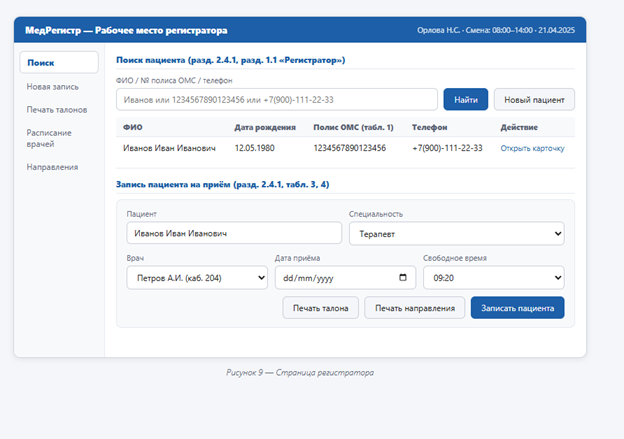 МедРегистр — Рабочее место регистратора
Орлова Н.С. · Смена: 08:00–14:00 · 21.04.2025
Поиск
Новая запись
Печать талонов
Расписание
врачей
Направления
Поиск пациента (разд. 2.4.1, разд. 1.1 «Регистратор»)
ФИО / № полиса ОМС / телефон
Иванов или 1234567890123456 или +7(900)-111-22-33
Найти
Новый пациент
ФИО Дата рождения Полис ОМС (табл. 1) Телефон Действие
Иванов Иван Иванович 12.05.1980 1234567890123456 +7(900)-111-22-33 Открыть карточку
Запись пациента на приём (разд. 2.4.1, табл. 3, 4)
Пациент Специальность
Иванов Иван Иванович Терапевт
Врач Дата приёма Свободное время
Петров А.И. (каб. 204) dd/mm/yyyy 09:20
Печать талона Печать направления Записать пациента
Рисунок 9 — Страница регистратора